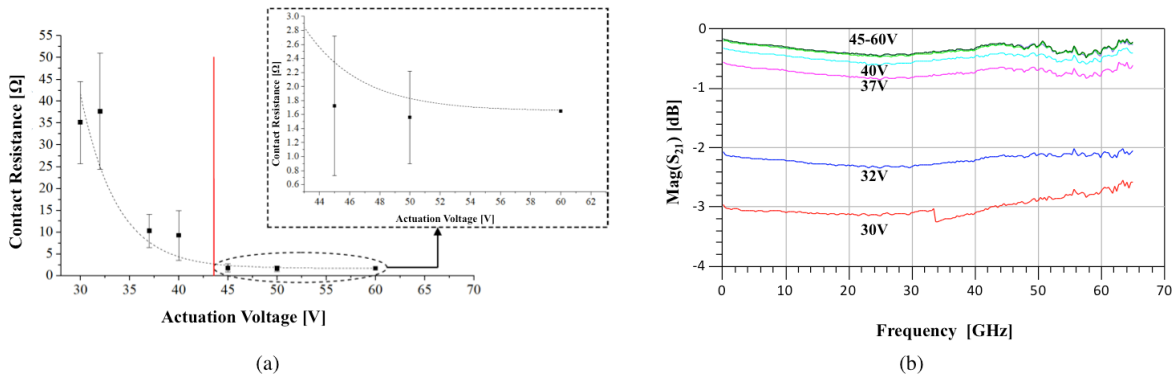 3.0
2.8
2.6
2.4
2.2
2.0
1.8
1.6
1.4
1.2
1.0
0.8
0.6
Contact Resistance [Ω]
44 46 48 50 52 54 56 58 60 62
Actuation Voltage [V]
55
50
45
40
35
30
25
20
15
10
5
0
Contact Resistance [Ω]
30 35 40 45 50 55 60 65 70
Actuation Voltage [V]
(a)
0
-1
-2
-3
-4
Mag(S21) [dB]
45-60V
40V
37V
32V
30V
0 10 20 30 40 50 60 70
Frequency [GHz]
(b)